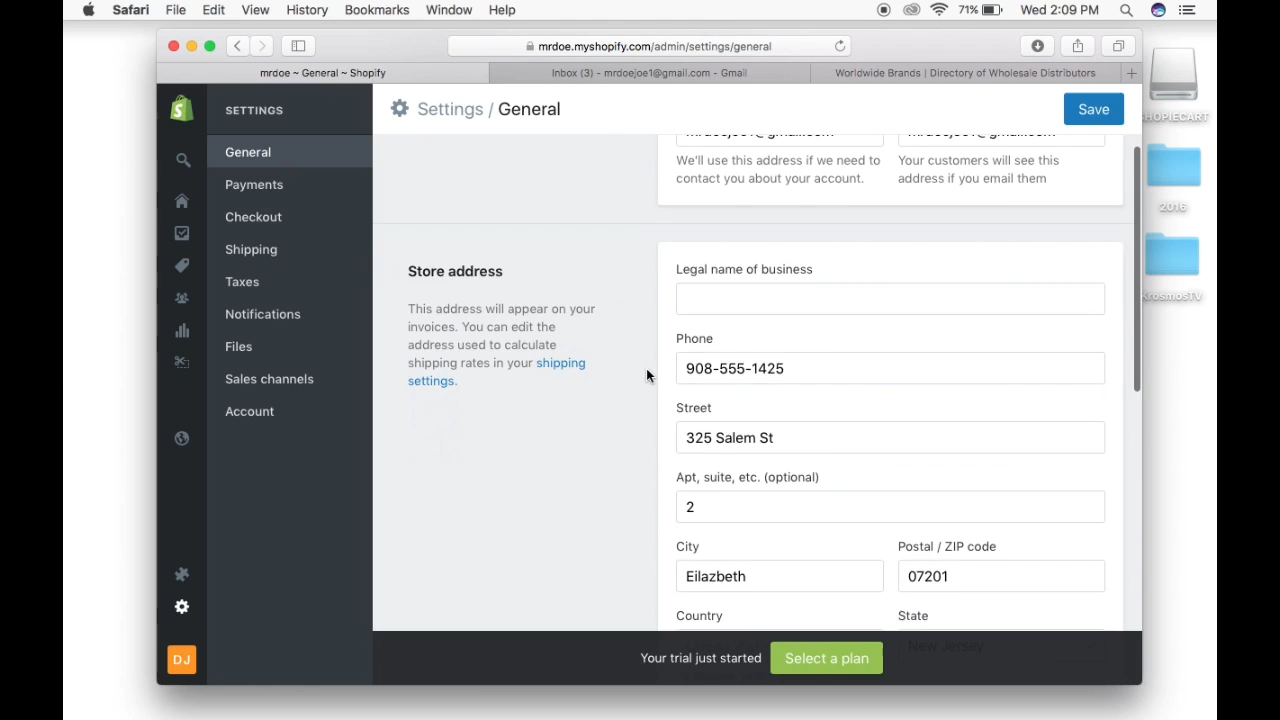 Safari File Edit View History Bookmarks Window Help 71% Wed 2:09 PM
mrdoe.myshopify.com/admin/settings/general
mrdoe ~ General ~ Shopify Inbox (3) - mrdoejoe1@gmail.com - Gmail Worldwide Brands | Directory of Wholesale Distributors
SETTINGS
Settings / General
Save
General
Payments
Checkout
Shipping
Taxes
Notifications
Files
Sales channels
Account
DJ
We'll use this address if we need to
contact you about your account.
Your customers will see this
address if you email them
Store address
This address will appear on your
invoices. You can edit the
address used to calculate
shipping rates in your shipping
settings.
Legal name of business
Phone
908-555-1425
Street
325 Salem St
Apt, suite, etc. (optional)
2
City
Eilazbeth
Postal / ZIP code
07201
Country
State
New Jersey
Your trial just started
Select a plan
2016
KrosmosTV